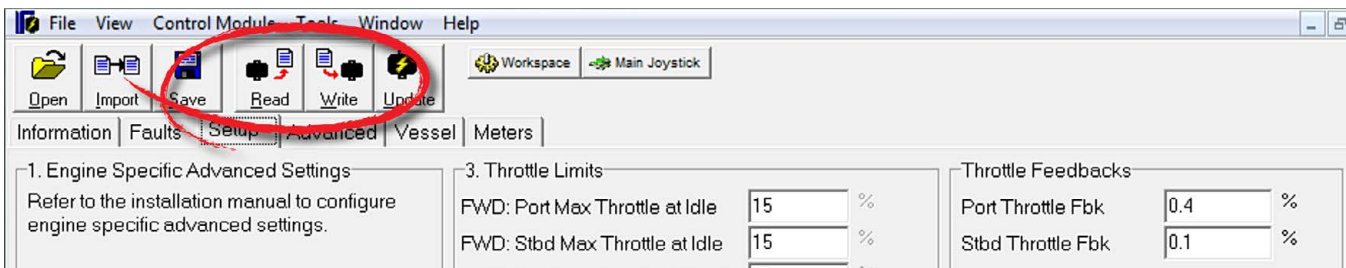 File View Control Module Tools Window Help
Workspace Main Joystick
Open Import Save Read Write Update
Information Faults Setup Advanced Vessel Meters
1. Engine Specific Advanced Settings
Refer to the installation manual to configure
engine specific advanced settings.
3. Throttle Limits
FWD: Port Max Throttle at Idle 15 %
FWD: Stbd Max Throttle at Idle 15 %
Throttle Feedbacks
Port Throttle Fbk 0.4 %
Stbd Throttle Fbk 0.1 %